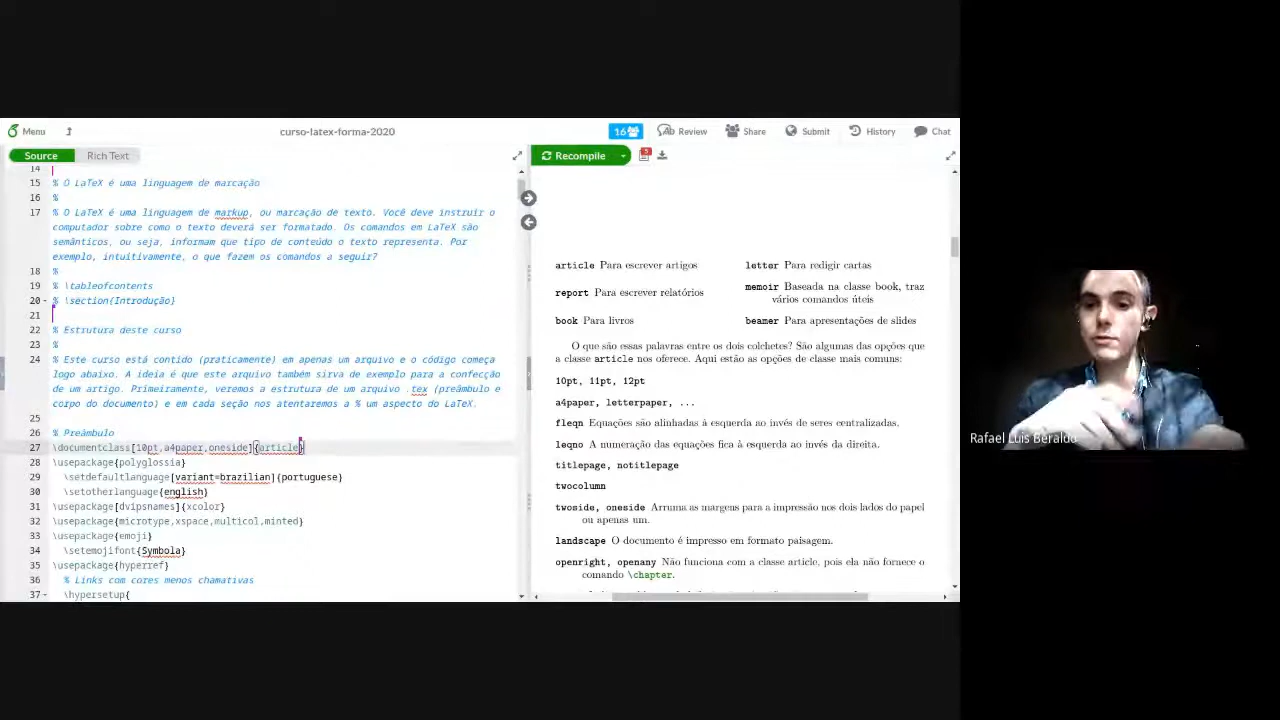 Menu
curso-latex-forma-2020
16
Review
Share
Submit
History
Chat
Source
Rich Text
Recompile
14
15 % O LaTeX é uma linguagem de marcação
16 %
17 % O LaTeX é uma linguagem de markup, ou marcação de texto. Você deve instruir o
computador sobre como o texto deverá ser formatado. Os comandos em LaTeX são
semânticos, ou seja, informam que tipo de conteúdo o texto representa. Por
exemplo, intuitivamente, o que fazem os comandos a seguir?
18 %
19 % \tableofcontents
20 % \section{Introdução}
21
22 % Estrutura deste curso
23 %
24 % Este curso está contido (praticamente) em apenas um arquivo e o código começa
logo abaixo. A ideia é que este arquivo também sirva de exemplo para a confecção
de um artigo. Primeiramente, veremos a estrutura de um arquivo .tex (preâmbulo e
corpo do documento) e em cada seção nos atentaremos a % um aspecto do LaTeX.
25
26 % Preâmbulo
27 \documentclass[10pt,a4paper,oneside]{article}
28 \usepackage{polyglossia}
29 \setdefaultlanguage[variant=brazilian]{portuguese}
30 \setotherlanguage{english}
31 \usepackage[dvipsnames]{xcolor}
32 \usepackage{microtype,xspace,multicol,minted}
33 \usepackage{emoji}
34 \setemojifont{Symbola}
35 \usepackage{hyperref}
36 % Links com cores menos chamativas
37 \hypersetup{
article Para escrever artigos
letter Para redigir cartas
report Para escrever relatórios
memoir Baseada na classe book, traz
vários comandos úteis
book Para livros
beamer Para apresentações de slides
O que são essas palavras entre os dois colchetes? São algumas das opções que
a classe article nos oferece. Aqui estão as opções de classe mais comuns:
10pt, 11pt, 12pt
a4paper, letterpaper, ...
fleqn Equações são alinhadas à esquerda ao invés de seres centralizadas.
leqno A numeração das equações fica à esquerda ao invés da direita.
titlepage, notitlepage
twocolumn
twoside, oneside Arruma as margens para a impressão nos dois lados do papel
ou apenas um.
landscape O documento é impresso em formato paisagem.
openright, openany Não funciona com a classe article, pois ela não fornece o
comando \chapter.
Rafael Luis Beraldo